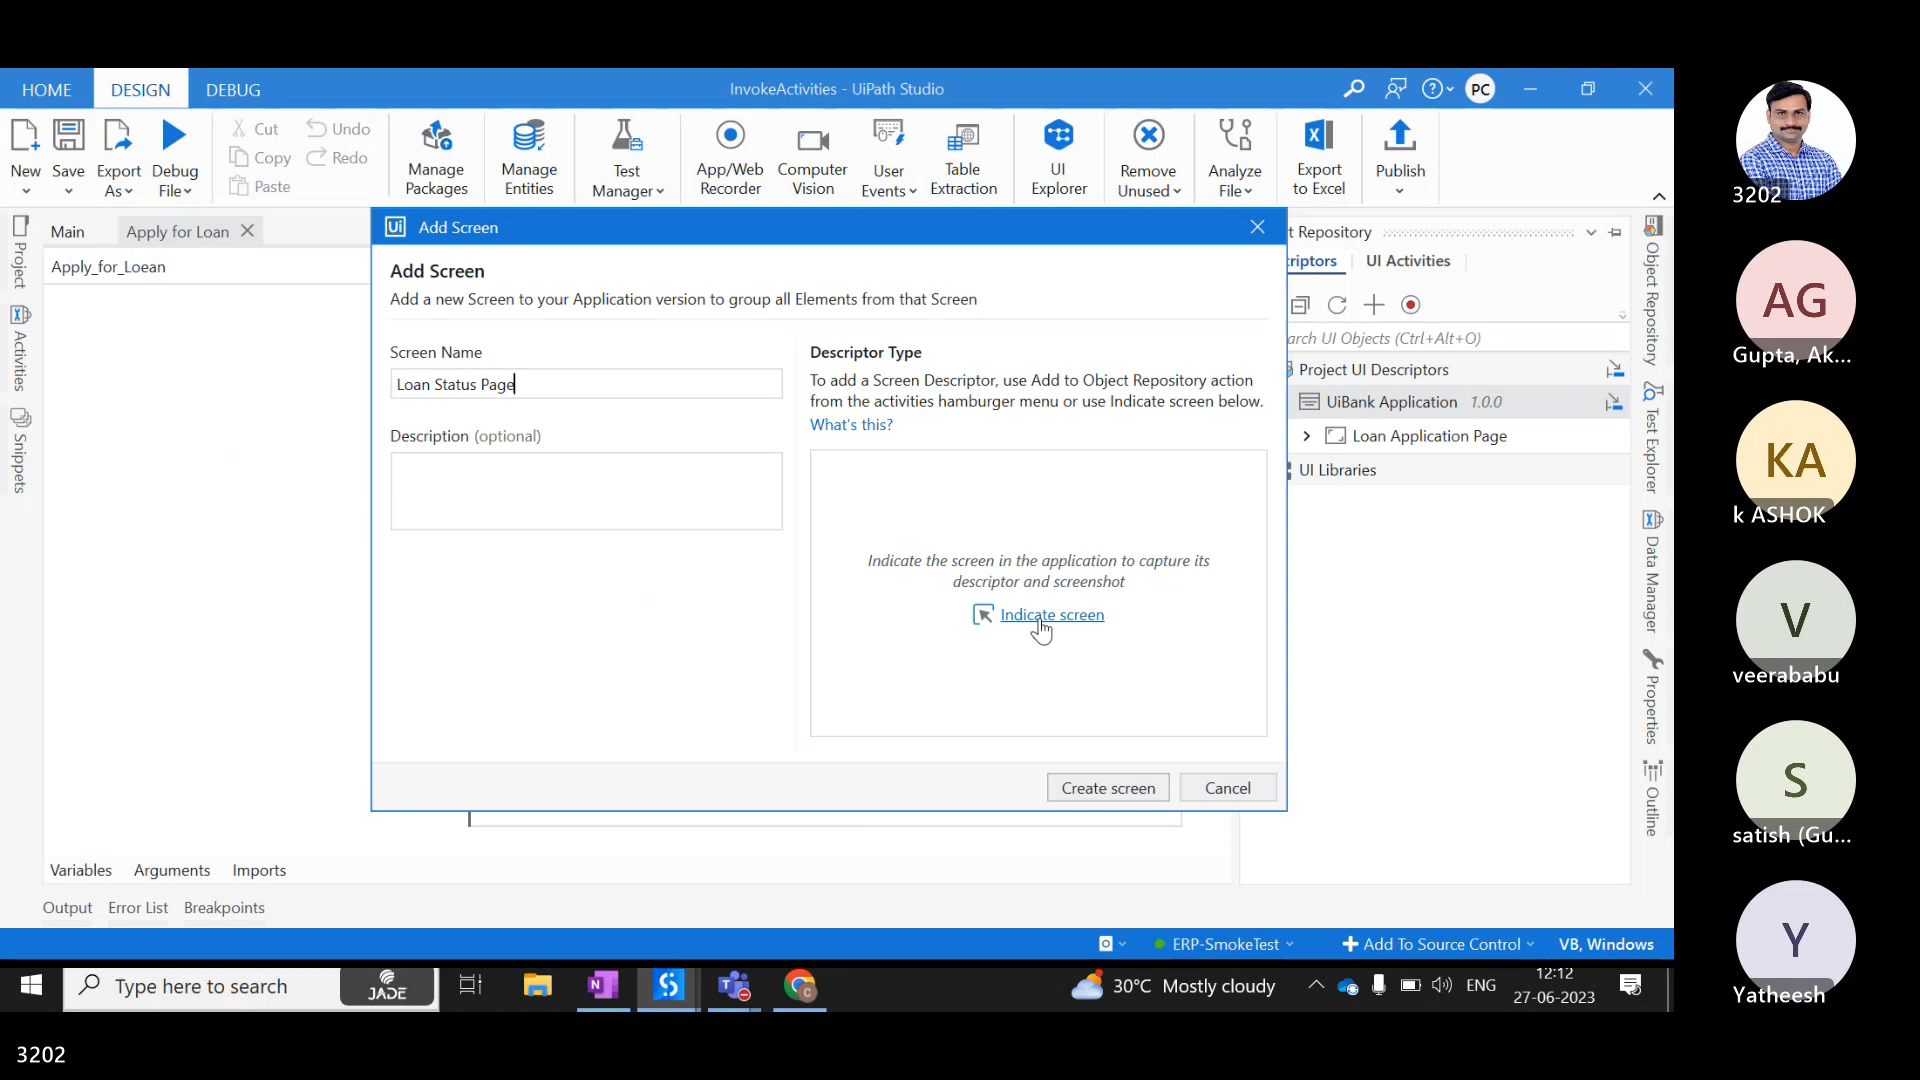 HOME
DESIGN
DEBUG
InvokeActivities - UiPath Studio
PC
New
Save
Export
As
Debug
File
Cut
Copy
Paste
Undo
Redo
Manage
Packages
Manage
Entities
Test
Manager
App/Web
Recorder
Computer
Vision
User
Events
Table
Extraction
UI
Explorer
Remove
Unused
Analyze
File
Export
to Excel
Publish
Project
Activities
Snippets
Main
Apply for Loan
Apply_for_Loean
Ui
Add Screen
Add Screen
Add a new Screen to your Application version to group all Elements from that Screen
Screen Name
Loan Status Page
Description (optional)
Descriptor Type
To add a Screen Descriptor, use Add to Object Repository action
from the activities hamburger menu or use Indicate screen below.
What's this?
Indicate the screen in the application to capture its
descriptor and screenshot
Indicate screen
Create screen
Cancel
t Repository
riptors
UI Activities
arch UI Objects (Ctrl+Alt+O)
Project UI Descriptors
UiBank Application 1.0.0
Loan Application Page
UI Libraries
Object Repository
Test Explorer
Data Manager
Properties
Outline
Variables
Arguments
Imports
Output
Error List
Breakpoints
ERP-SmokeTest
Add To Source Control
VB, Windows
Type here to search
JADE
30°C Mostly cloudy
ENG
12:12
27-06-2023
3202
AG
Gupta, Ak...
KA
k ASHOK
V
veerababu
S
satish (Gu...
Y
Yatheesh
3202